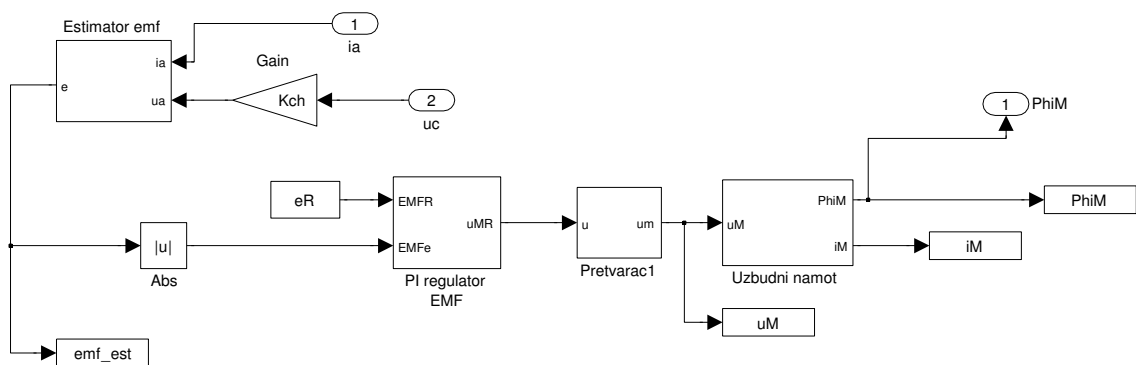 Estimator emf
ia
e
ua
Gain
Kch
1
ia
2
uc
1
PhiM
eR
EMFR
uMR
EMFe
PI regulator
EMF
u
um
Pretvarac1
uM
PhiM
iM
Uzbudni namot
PhiM
iM
|u|
Abs
uM
emf_est